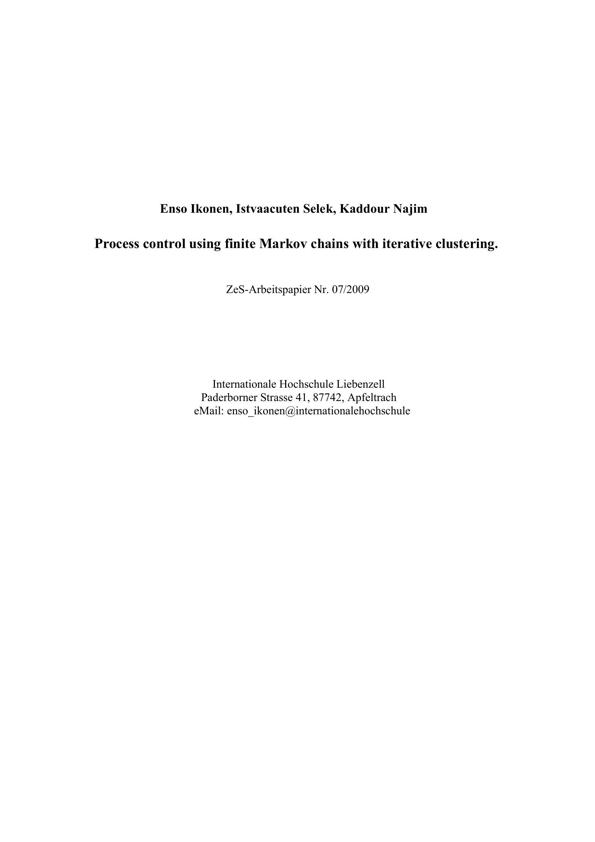 Enso Ikonen, Istvaacuten Selek, Kaddour Najim
Process control using finite Markov chains with iterative clustering.
ZeS-Arbeitspapier Nr. 07/2009
Internationale Hochschule Liebenzell
Paderborner Strasse 41, 87742, Apfeltrach
eMail: enso_ikonen@internationalehochschule